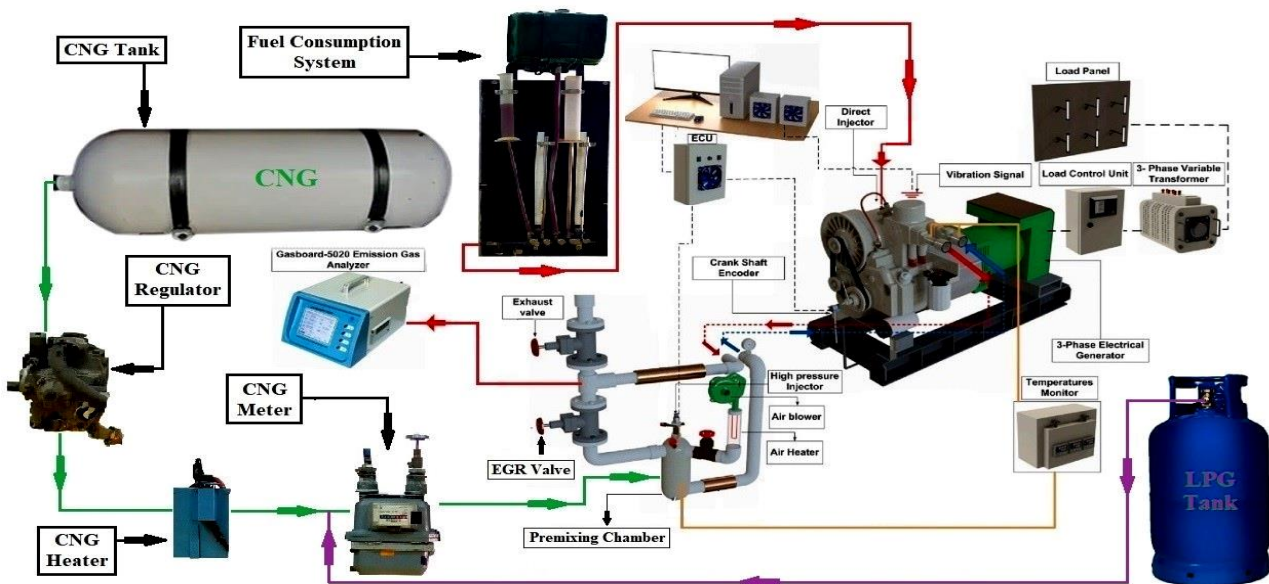 CNG Tank
Fuel Consumption
System
CNG
CNG
Regulator
CNG
Heater
CNG
Meter
Gasboard-5020 Emission Gas
Analyzer
Exhaust
valve
EGR Valve
Premixing Chamber
High pressure
Injector
Air blower
Air Heater
Crank Shaft
Encoder
ECU
Direct
Injector
Vibration Signal
Load Panel
Load Control Unit
3- Phase Variable
Transformer
3-Phase Electrical
Generator
Temperatures
Monitor
LPG
Tank